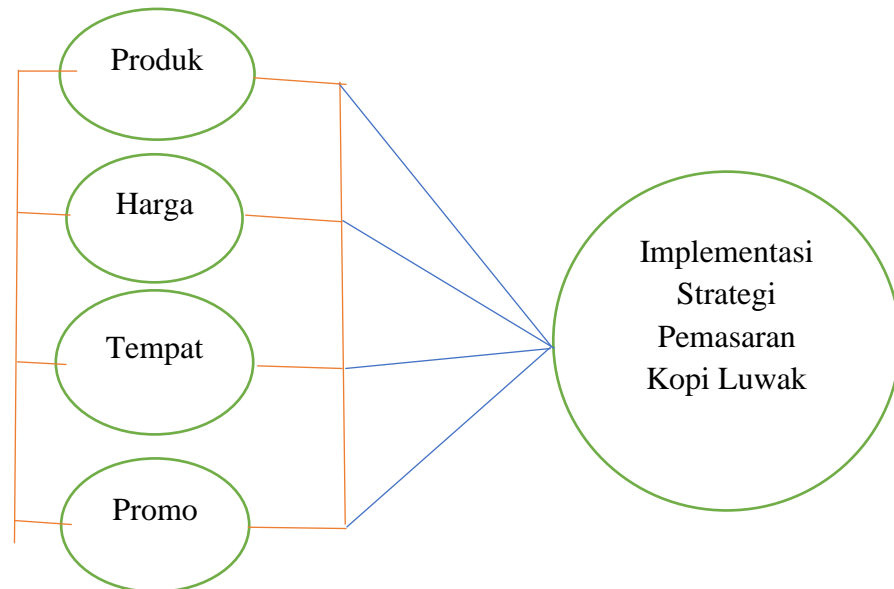 Produk
Harga
Tempat
Promo
Implementasi
Strategi
Pemasaran
Kopi Luwak